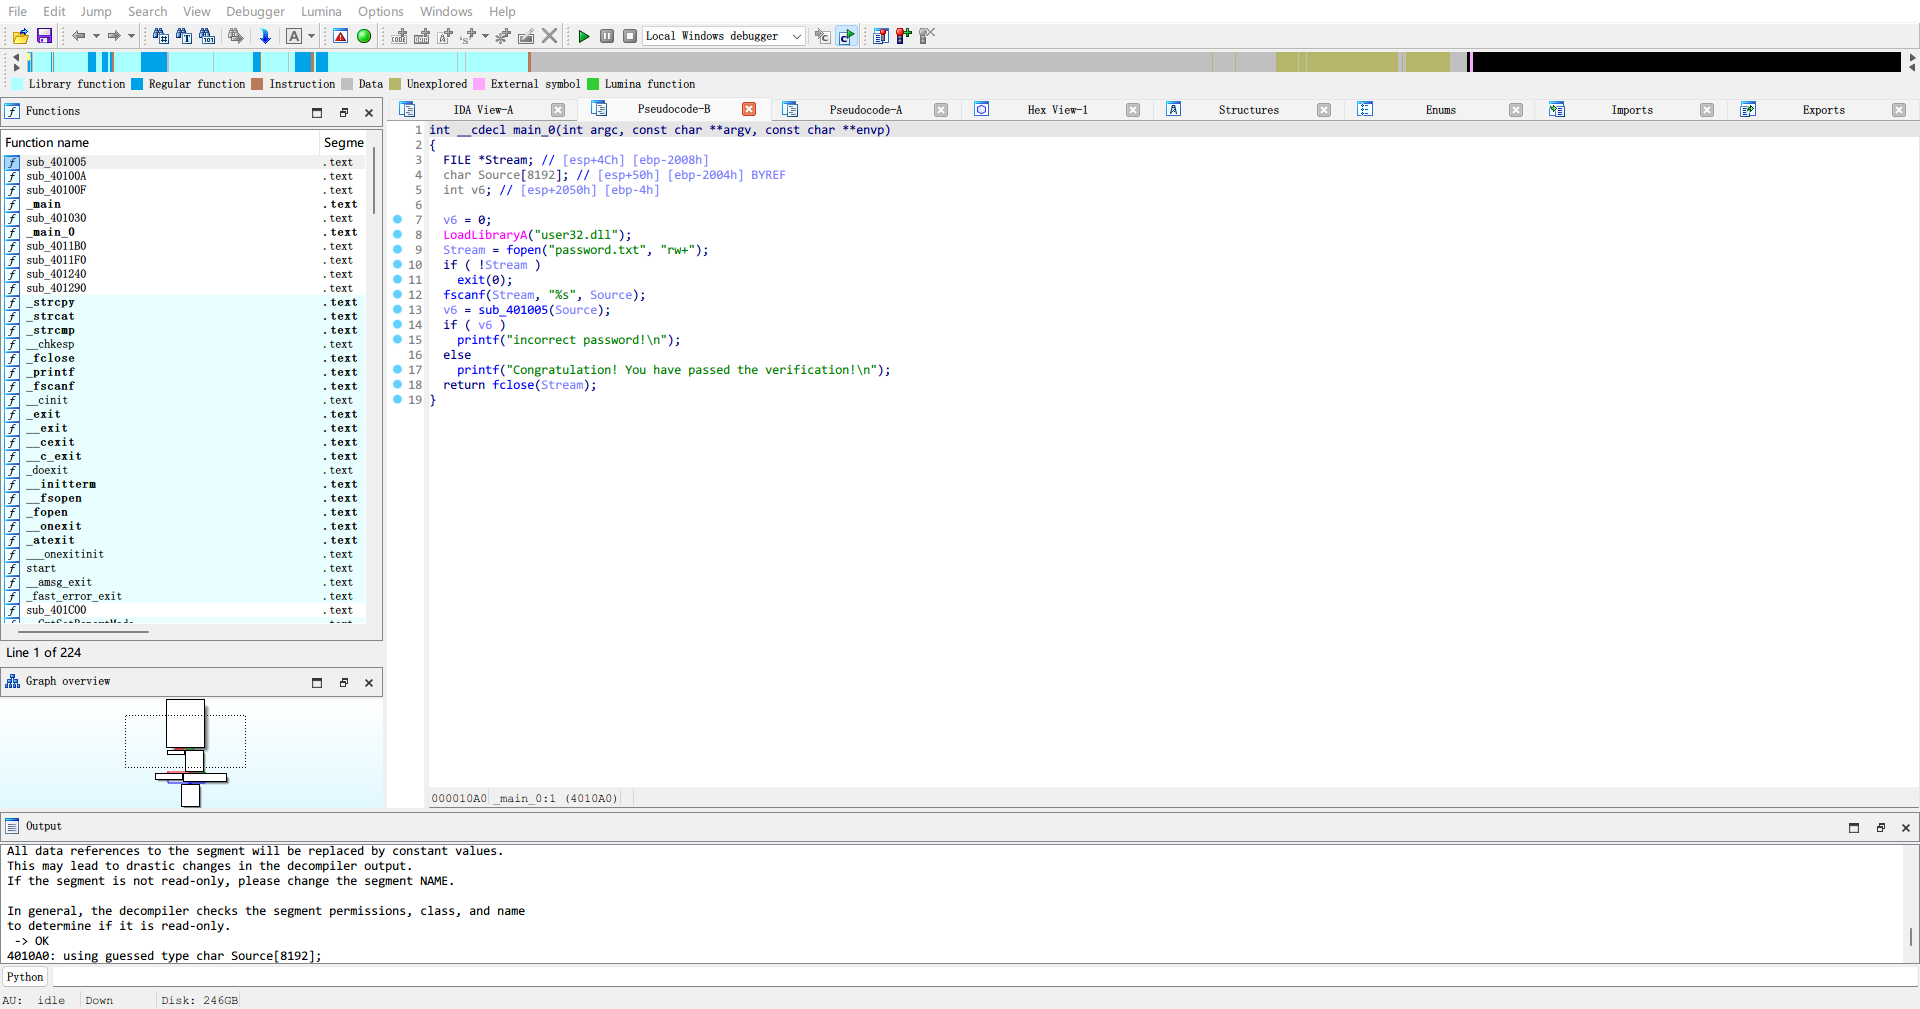 File Edit Jump Search View Debugger Lumina Options Windows Help
Local Windows debugger
Library function Regular function Instruction Data Unexplored External symbol Lumina function
Functions
Function name Segme
sub_401005 .text
sub_40100A .text
sub_40100F .text
_main .text
sub_401030 .text
_main_0 .text
sub_4011B0 .text
sub_4011F0 .text
sub_401240 .text
sub_401290 .text
_strcpy .text
_strcat .text
_strcmp .text
__chkesp .text
_fclose .text
_printf .text
_fscanf .text
__cinit .text
_exit .text
__exit .text
__cexit .text
__c_exit .text
_doexit .text
__initterm .text
__fsopen .text
_fopen .text
__onexit .text
_atexit .text
___onexitinit .text
start .text
__amsg_exit .text
_fast_error_exit .text
sub_401C00 .text
Line 1 of 224
Graph overview
IDA View-A Pseudocode-B Pseudocode-A Hex View-1 Structures Enums Imports Exports
1 int __cdecl main_0(int argc, const char **argv, const char **envp)
2 {
3 FILE *Stream; // [esp+4Ch] [ebp-2008h]
4 char Source[8192]; // [esp+50h] [ebp-2004h] BYREF
5 int v6; // [esp+2050h] [ebp-4h]
6
7 v6 = 0;
8 LoadLibraryA("user32.dll");
9 Stream = fopen("password.txt", "rw+");
10 if ( !Stream )
11 exit(0);
12 fscanf(Stream, "%s", Source);
13 v6 = sub_401005(Source);
14 if ( v6 )
15 printf("incorrect password!\n");
16 else
17 printf("Congratulation! You have passed the verification!\n");
18 return fclose(Stream);
19 }
000010A0 _main_0:1 (4010A0)
Output
All data references to the segment will be replaced by constant values.
This may lead to drastic changes in the decompiler output.
If the segment is not read-only, please change the segment NAME.
In general, the decompiler checks the segment permissions, class, and name
to determine if it is read-only.
-> OK
4010A0: using guessed type char Source[8192];
Python
AU: idle Down Disk: 246GB